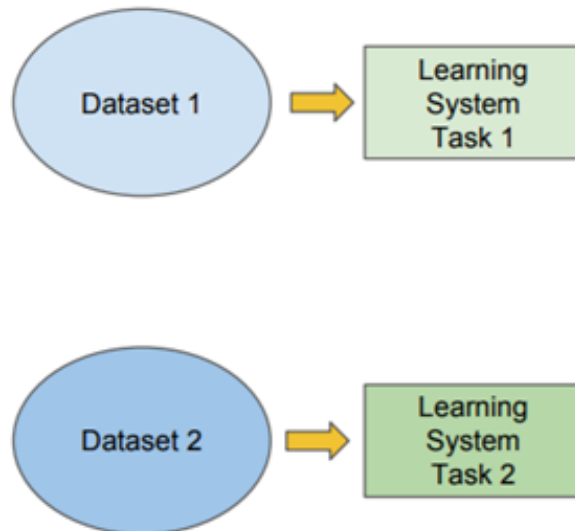 Dataset 1
Learning
System
Task 1
Dataset 2
Learning
System
Task 2